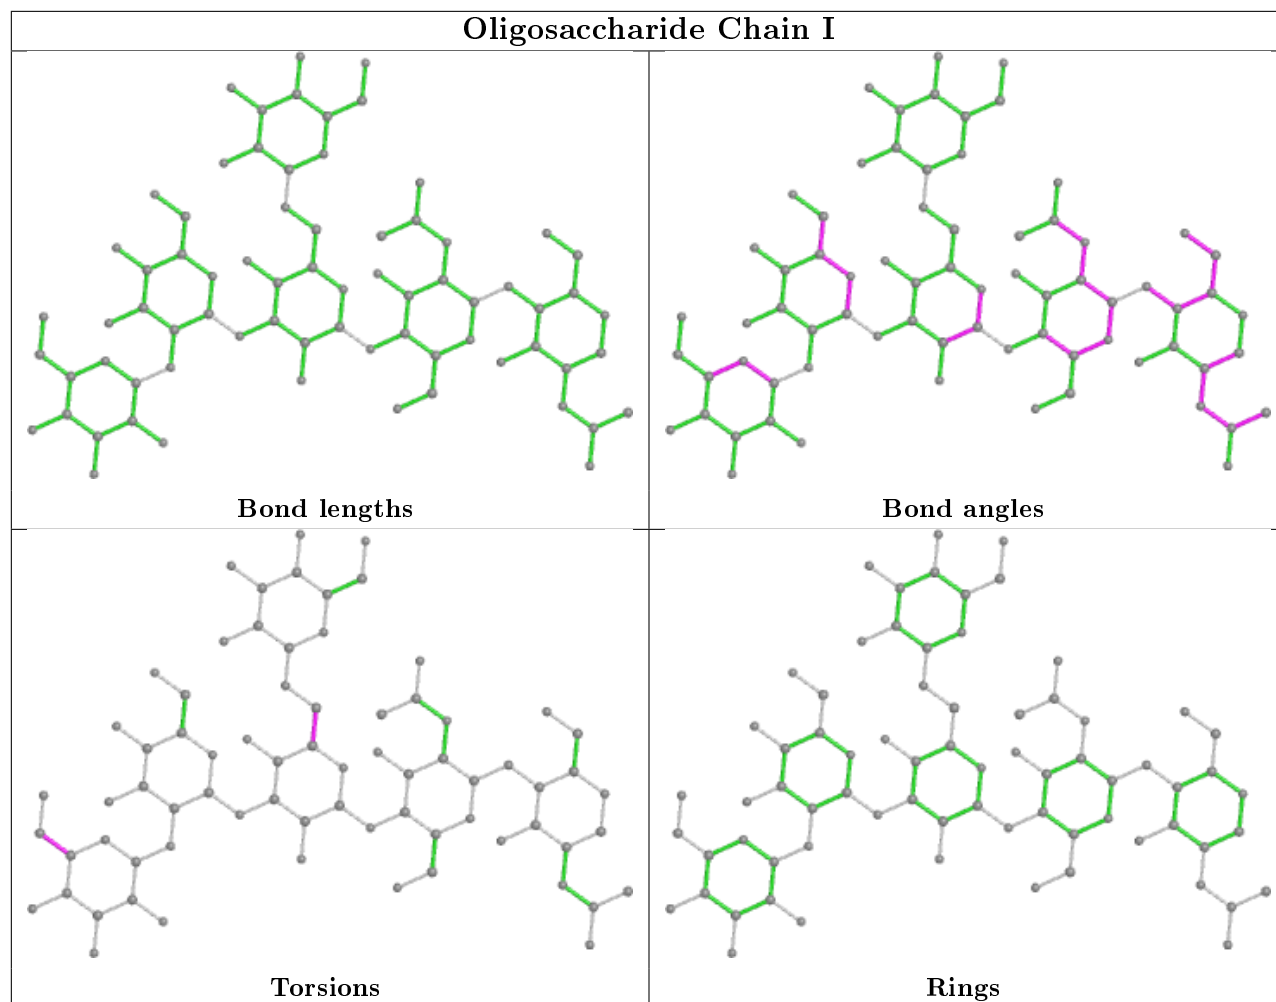 Oligosaccharide Chain I
Bond lengths
Bond angles
Torsions
Rings